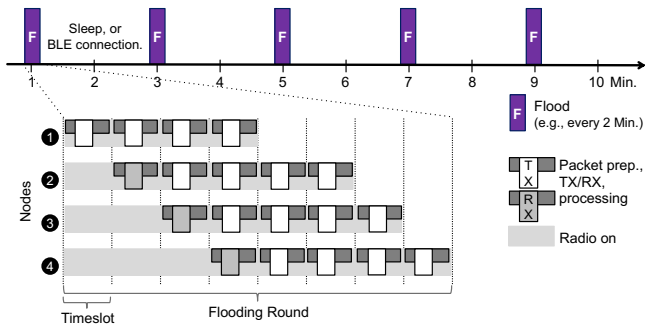 Sleep, or
BLE connection.
F F F F F
1 2 3 4 5 6 7 8 9 10 Min.
F Flood
(e.g., every 2 Min.)
1
2
3
4
Nodes
T
X
R
X
Packet prep.,
TX/RX,
processing
Radio on
Timeslot
Flooding Round